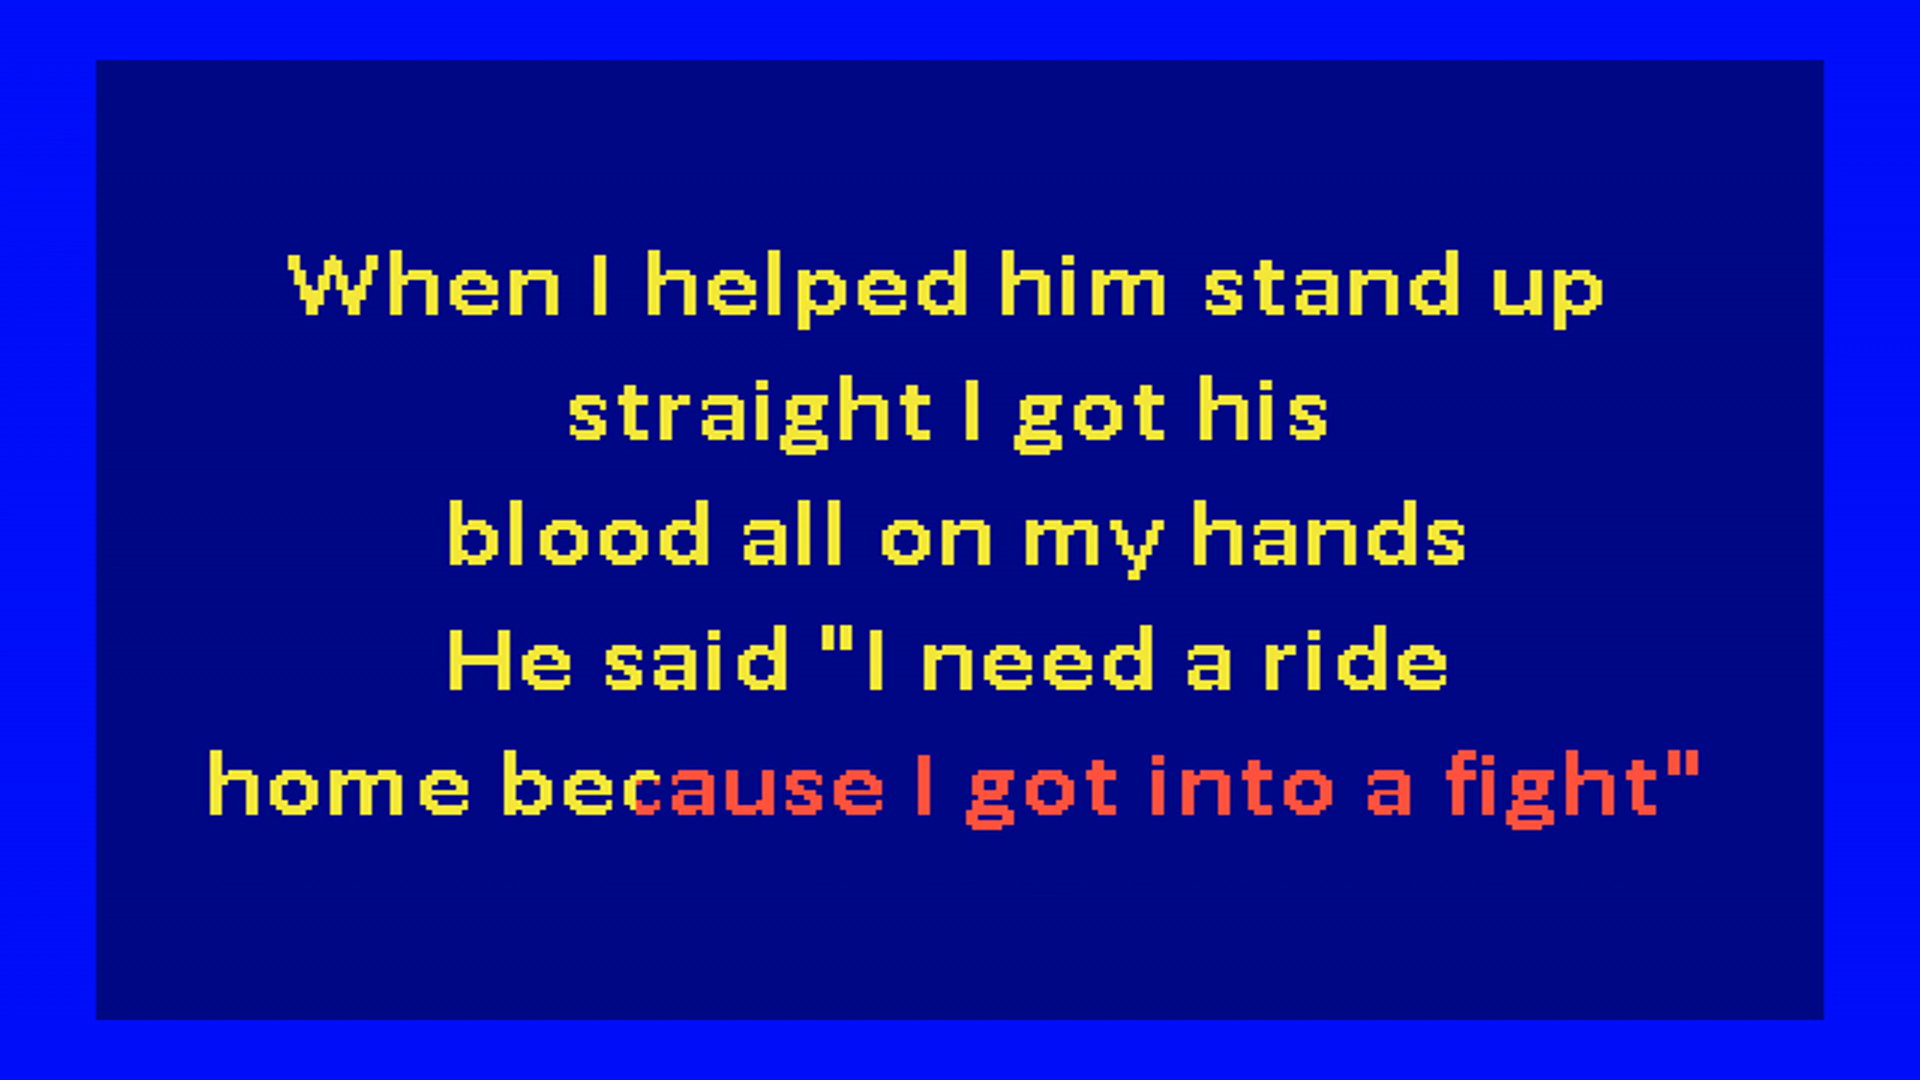 When I helped him stand up
straight I got his
blood all on my hands
He said "I need a ride
home because I got into a fight"